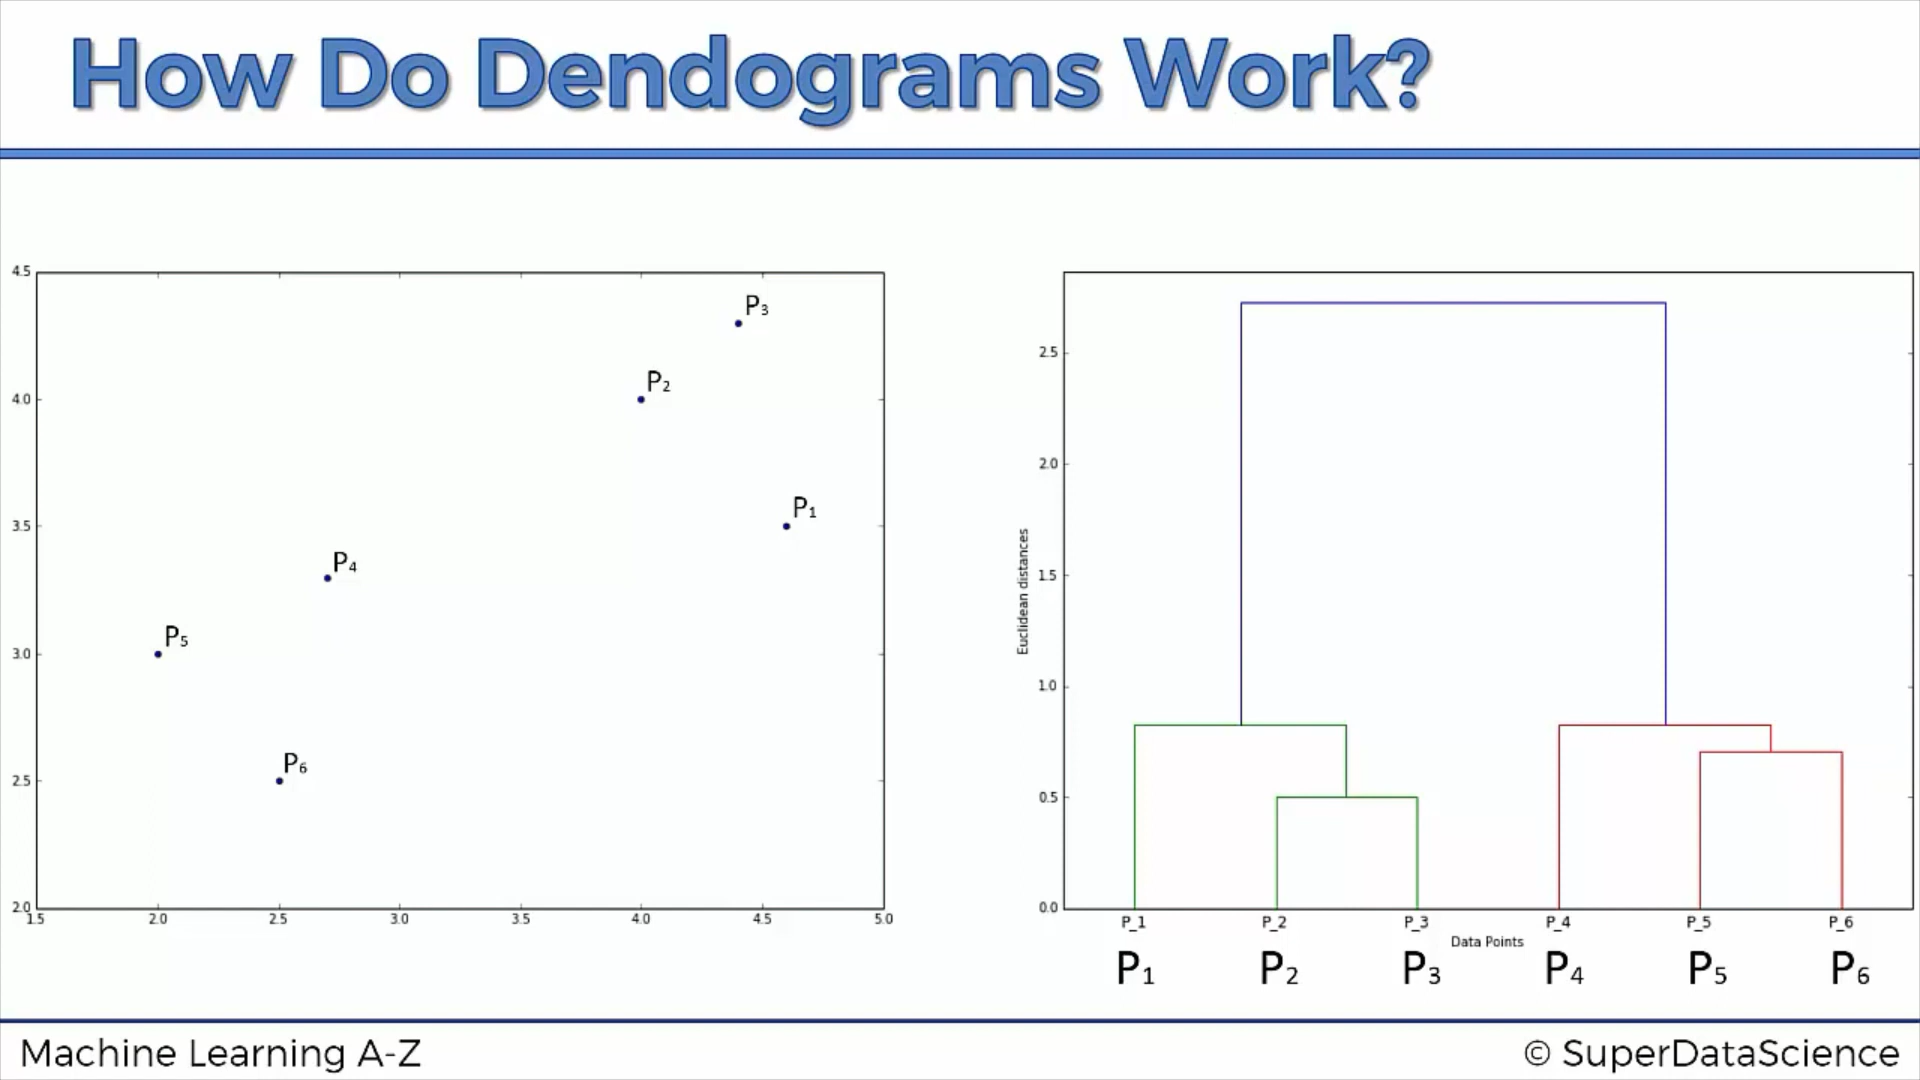 How Do Dendograms Work?
4.5
4.0
3.5
3.0
2.5
2.0
1.5 2.0 2.5 3.0 3.5 4.0 4.5 5.0
P₃
P₂
P₁
P₄
P₅
P₆
Euclidean distances
2.5
2.0
1.5
1.0
0.5
0.0
P_1 P_2 P_3 P_4 P_5 P_6
Data Points
P₁ P₂ P₃ P₄ P₅ P₆
Machine Learning A-Z
© SuperDataScience